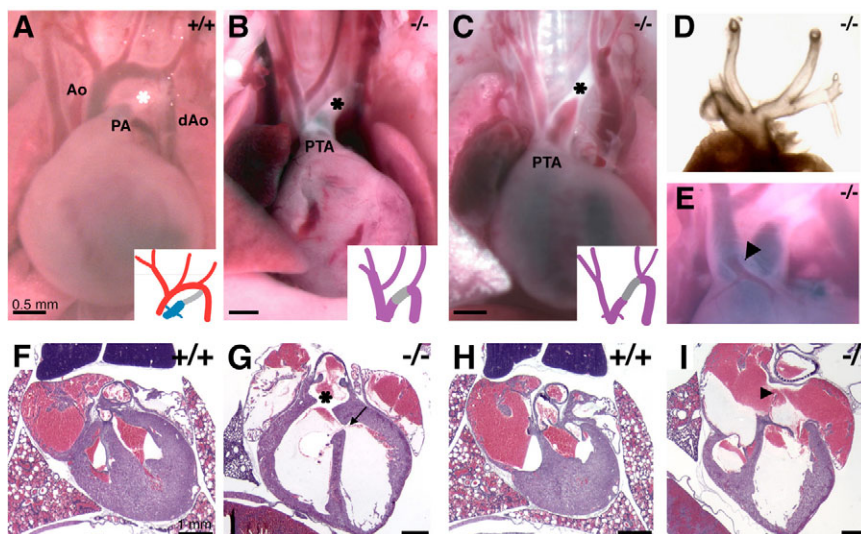 A
+/+
Ao
*
PA
dAo
0.5 mm
B
-/-
*
PTA
C
-/-
*
PTA
D
-/-
E
-/-
F
+/+
1 mm
G
-/-
*
H
+/+
I
-/